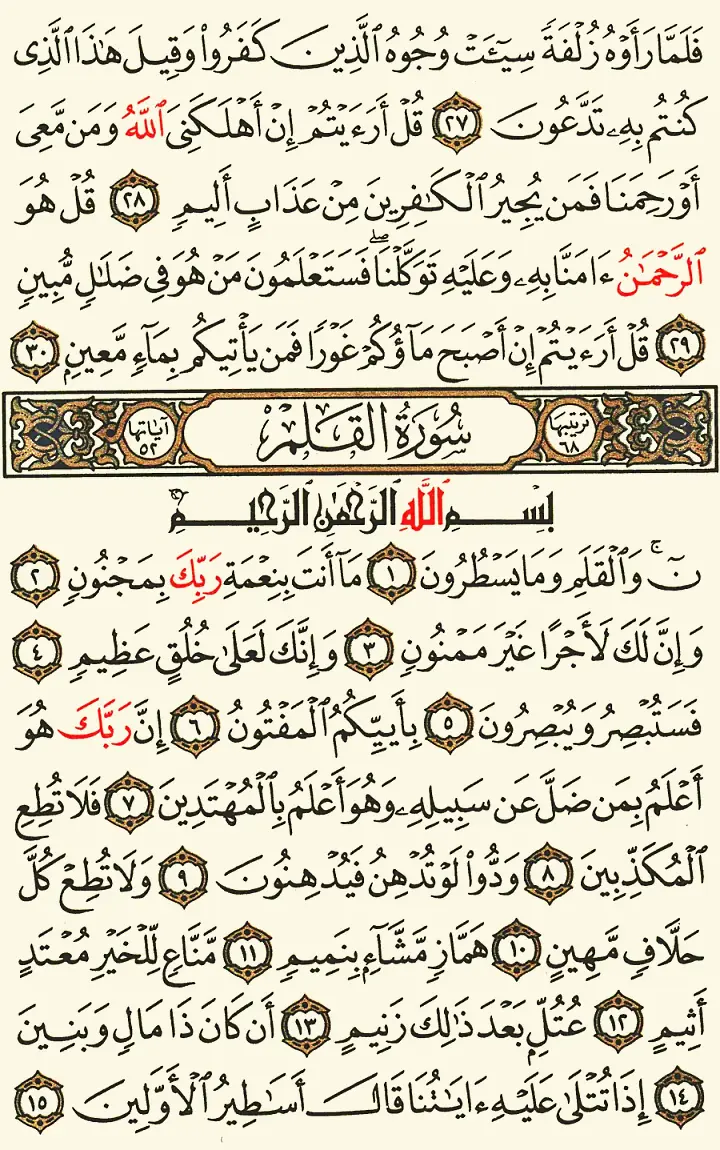 فَلَمَّا رَأَوْهُ زُلْفَةً سِيٓـَٔتْ وُجُوهُ ٱلَّذِينَ كَفَرُوا۟ وَقِيلَ هَٰذَا ٱلَّذِى
كُنتُم بِهِۦ تَدَّعُونَ ٢٧ قُلْ أَرَءَيْتُمْ إِنْ أَهْلَكَنِىَ ٱللَّهُ وَمَن مَّعِىَ
أَوْ رَحِمَنَا فَمَن يُجِيرُ ٱلْكَٰفِرِينَ مِنْ عَذَابٍ أَلِيمٍ ٢٨ قُلْ هُوَ
ٱلرَّحْمَٰنُ ءَامَنَّا بِهِۦ وَعَلَيْهِ تَوَكَّلْنَاۖ فَسَتَعْلَمُونَ مَنْ هُوَ فِى ضَلَٰلٍ مُّبِينٍ
٢٩ قُلْ أَرَءَيْتُمْ إِنْ أَصْبَحَ مَآؤُكُمْ غَوْرًا فَمَن يَأْتِيكُم بِمَآءٍ مَّعِينٍۭ ٣٠
ترتيبها ٦٨ سُورَةُ القَلَمْ آياتها ٥٢
بِسْمِ ٱللَّهِ ٱلرَّحْمَٰنِ ٱلرَّحِيمِ
نٓۚ وَٱلْقَلَمِ وَمَا يَسْطُرُونَ ١ مَآ أَنتَ بِنِعْمَةِ رَبِّكَ بِمَجْنُونٍ ٢
وَإِنَّ لَكَ لَأَجْرًا غَيْرَ مَمْنُونٍ ٣ وَإِنَّكَ لَعَلَىٰ خُلُقٍ عَظِيمٍ ٤
فَسَتُبْصِرُ وَيُبْصِرُونَ ٥ بِأَييِّكُمُ ٱلْمَفْتُونُ ٦ إِنَّ رَبَّكَ هُوَ
أَعْلَمُ بِمَن ضَلَّ عَن سَبِيلِهِۦ وَهُوَ أَعْلَمُ بِٱلْمُهْتَدِينَ ٧ فَلَا تُطِعِ
ٱلْمُكَذِّبِينَ ٨ وَدُّوا۟ لَوْ تُدْهِنُ فَيُدْهِنُونَ ٩ وَلَا تُطِعْ كُلَّ
حَلَّافٍ مَّهِينٍ ١٠ هَمَّازٍ مَّشَّآءٍۭ بِنَمِيمٍ ١١ مَّنَّاعٍ لِّلْخَيْرِ مُعْتَدٍ
أَثِيمٍ ١٢ عُتُلٍّۭ بَعْدَ ذَٰلِكَ زَنِيمٍ ١٣ أَن كَانَ ذَا مَالٍ وَبَنِينَ
١٤ إِذَا تُتْلَىٰ عَلَيْهِ ءَايَٰتُنَا قَالَ أَسَٰطِيرُ ٱلْأَوَّلِينَ ١٥